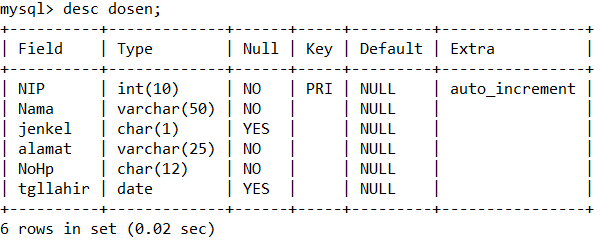 mysql> desc dosen;
+----------+-------------+------+-----+---------+----------------+
| Field    | Type        | Null | Key | Default | Extra          |
+----------+-------------+------+-----+---------+----------------+
| NIP      | int(10)     | NO   | PRI | NULL    | auto_increment |
| Nama     | varchar(50) | NO   |     | NULL    |                |
| jenkel   | char(1)     | YES  |     | NULL    |                |
| alamat   | varchar(25) | NO   |     | NULL    |                |
| NoHp     | char(12)    | NO   |     | NULL    |                |
| tgllahir | date        | YES  |     | NULL    |                |
+----------+-------------+------+-----+---------+----------------+
6 rows in set (0.02 sec)